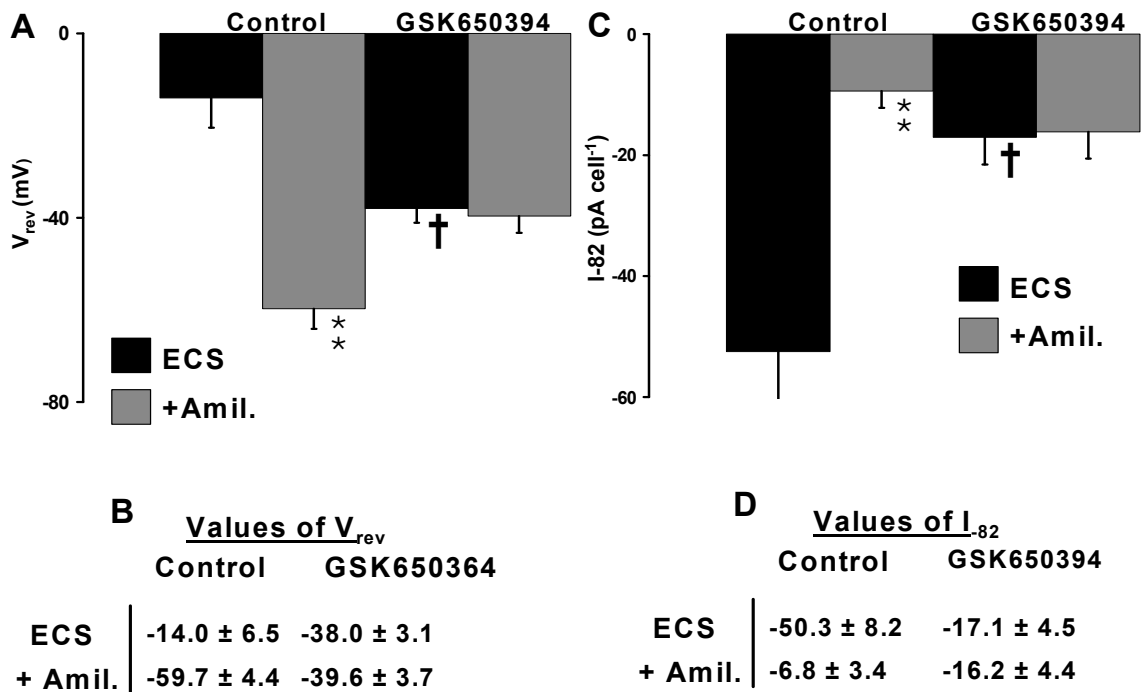 A
Control GSK650394
0
-40
-80
Vrev (mV)
**
†
ECS
+Amil.
C
Control GSK650394
0
-20
-40
-60
I-82 (pA cell-1)
**
†
ECS
+Amil.
B
Values of Vrev
Control GSK650364
ECS -14.0 ± 6.5 -38.0 ± 3.1
+ Amil. -59.7 ± 4.4 -39.6 ± 3.7
D
Values of I-82
Control GSK650394
ECS -50.3 ± 8.2 -17.1 ± 4.5
+ Amil. -6.8 ± 3.4 -16.2 ± 4.4